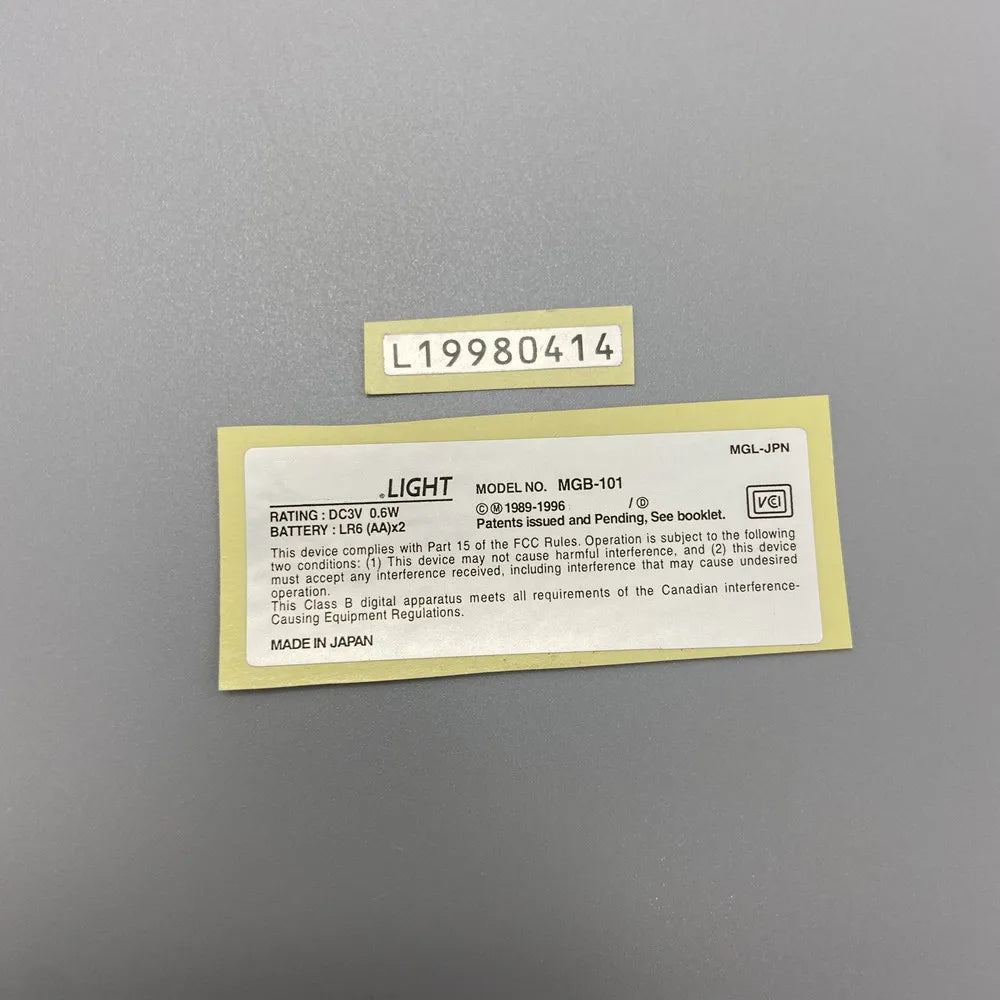 L19980414
MGL-JPN
®LIGHT
MODEL NO. MGB-101
RATING : DC3V 0.6W
ⒸⓂ 1989-1996 /Ⓓ
VCI
BATTERY : LR6 (AA)x2
Patents issued and Pending, See booklet.
This device complies with Part 15 of the FCC Rules. Operation is subject to the following
two conditions: (1) This device may not cause harmful interference, and (2) this device
must accept any interference received, including interference that may cause undesired
operation.
This Class B digital apparatus meets all requirements of the Canadian interference-
Causing Equipment Regulations.
MADE IN JAPAN